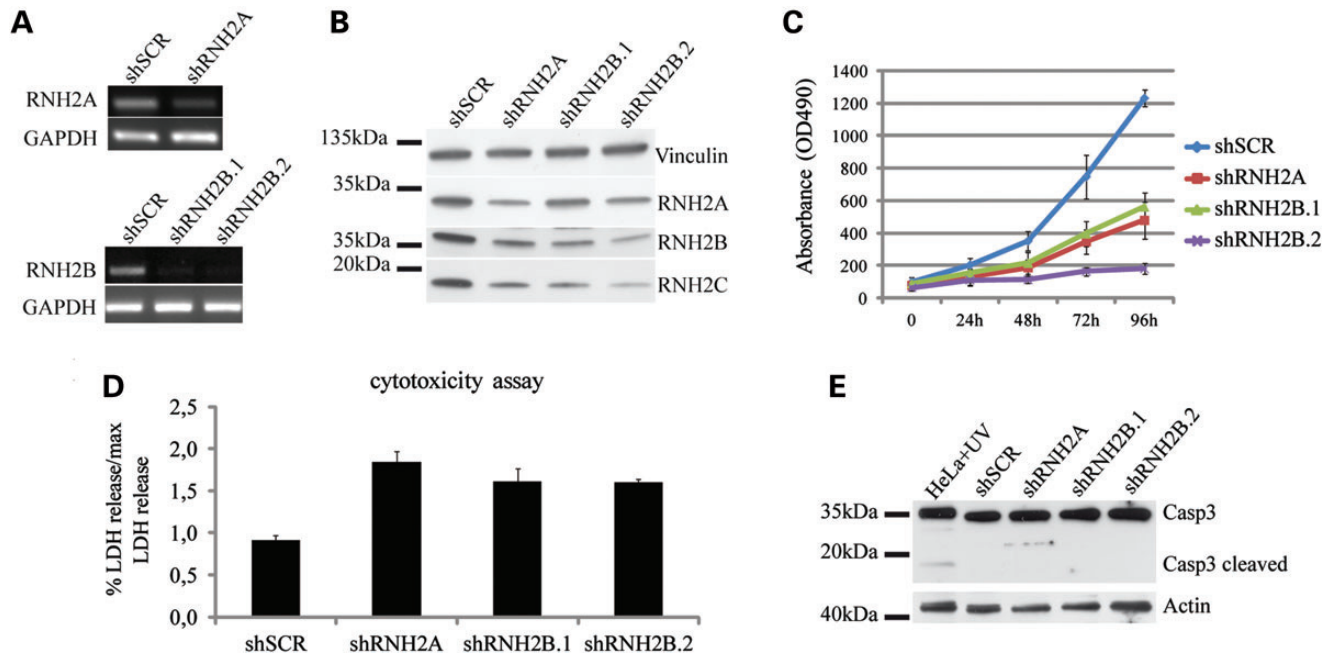 A
shSCR
shRNH2A
RNH2A
GAPDH
shSCR
shRNH2B.1
shRNH2B.2
RNH2B
GAPDH
B
shSCR
shRNH2A
shRNH2B.1
shRNH2B.2
135kDa
Vinculin
35kDa
RNH2A
35kDa
RNH2B
20kDa
RNH2C
C
Absorbance (OD490)
1400
1200
1000
800
600
400
200
0
0 24h 48h 72h 96h
shSCR
shRNH2A
shRNH2B.1
shRNH2B.2
D
cytotoxicity assay
% LDH release/max
LDH release
2,5
2,0
1,5
1,0
0,5
0,0
shSCR shRNH2A shRNH2B.1 shRNH2B.2
E
HeLa+UV
shSCR
shRNH2A
shRNH2B.1
shRNH2B.2
35kDa
Casp3
20kDa
Casp3 cleaved
Actin
40kDa